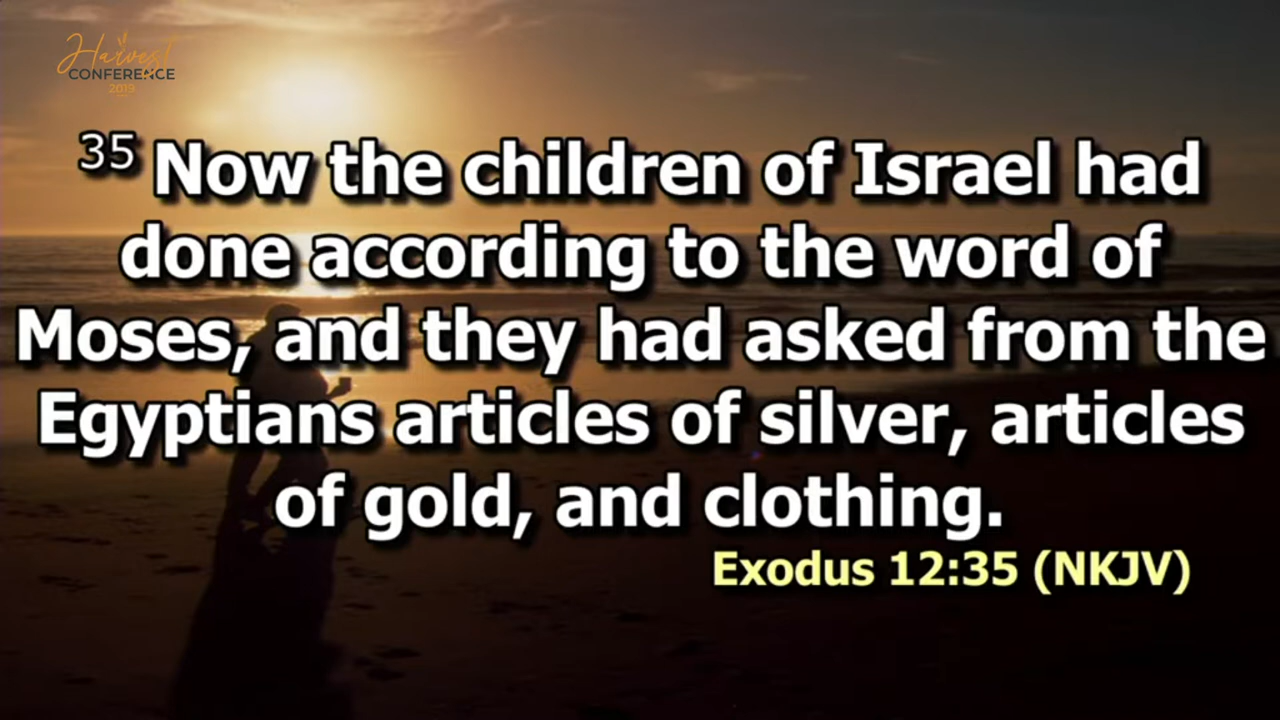 Harvest
CONFERENCE
2019
35 Now the children of Israel had
done according to the word of
Moses, and they had asked from the
Egyptians articles of silver, articles
of gold, and clothing.
Exodus 12:35 (NKJV)